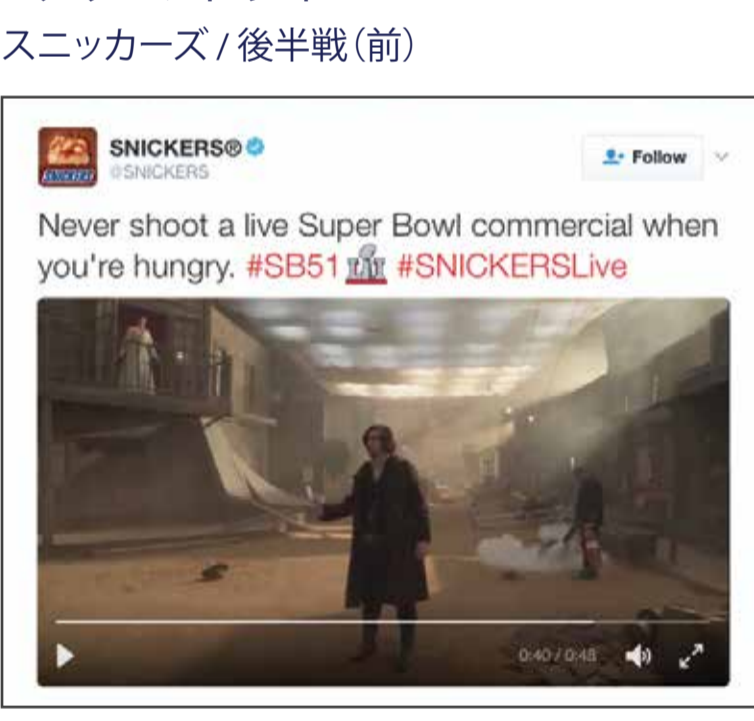 スニッカーズ / 後半戦（前）
SNICKERS®
@SNICKERS
Follow
Never shoot a live Super Bowl commercial when
you're hungry. #SB51 #SNICKERSLive
0:40 / 0:48